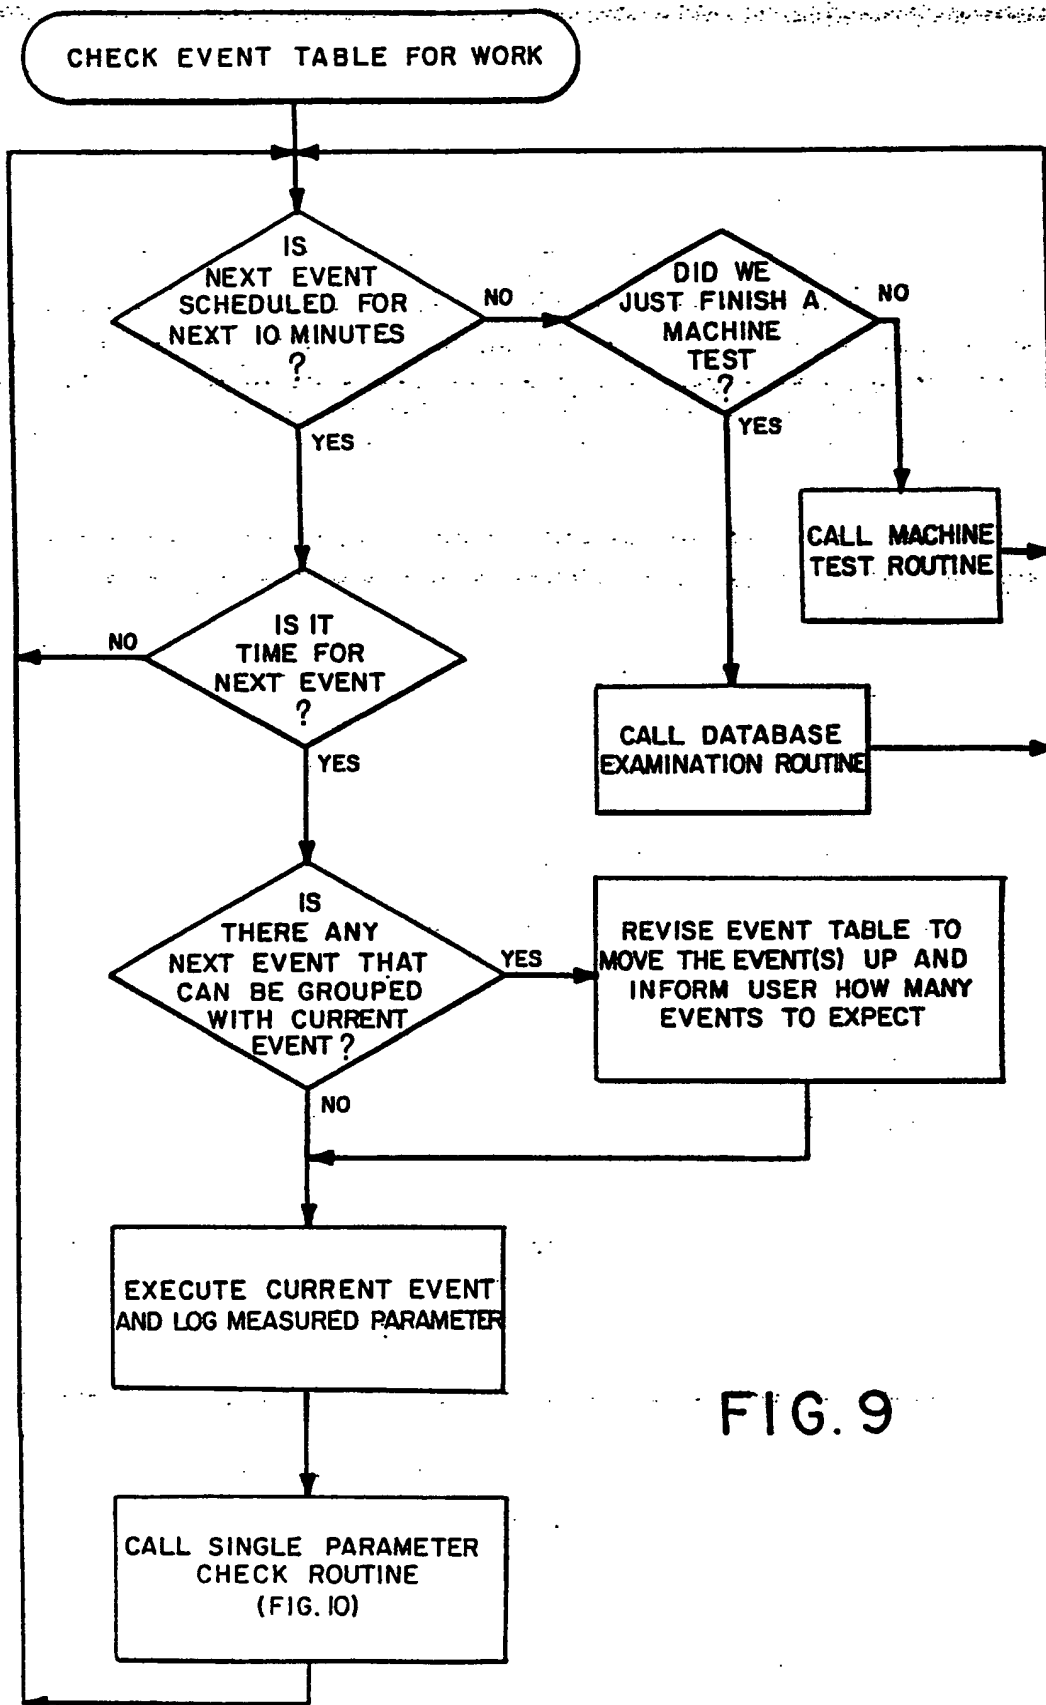 CHECK EVENT TABLE FOR WORK
IS
NEXT EVENT
SCHEDULED FOR
NEXT 10 MINUTES
?
NO
YES
DID WE
JUST FINISH A
MACHINE
TEST
?
NO
YES
CALL MACHINE
TEST ROUTINE
IS IT
TIME FOR
NEXT EVENT
?
NO
YES
CALL DATABASE
EXAMINATION ROUTINE
IS
THERE ANY
NEXT EVENT THAT
CAN BE GROUPED
WITH CURRENT
EVENT?
YES
NO
REVISE EVENT TABLE TO
MOVE THE EVENT(S) UP AND
INFORM USER HOW MANY
EVENTS TO EXPECT
EXECUTE CURRENT EVENT
AND LOG MEASURED PARAMETER
FIG. 9
CALL SINGLE PARAMETER
CHECK ROUTINE
(FIG. 10)